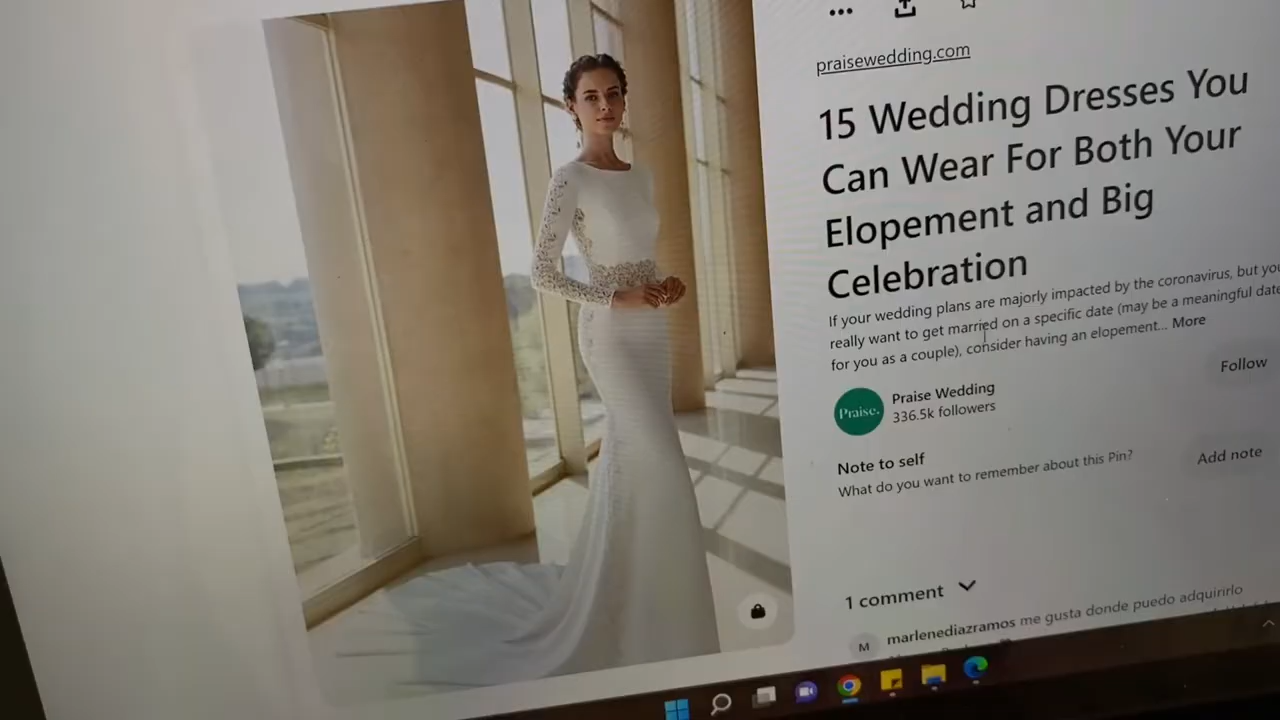 praisewedding.com
15 Wedding Dresses You
Can Wear For Both Your
Elopement and Big
Celebration
If your wedding plans are majorly impacted by the coronavirus, but you
really want to get married on a specific date (may be a meaningful date
for you as a couple), consider having an elopement... More
Follow
Praise.
Praise Wedding
336.5k followers
Note to self
What do you want to remember about this Pin?
Add note
1 comment
M
marlenediazramos me gusta donde puedo adquirirlo